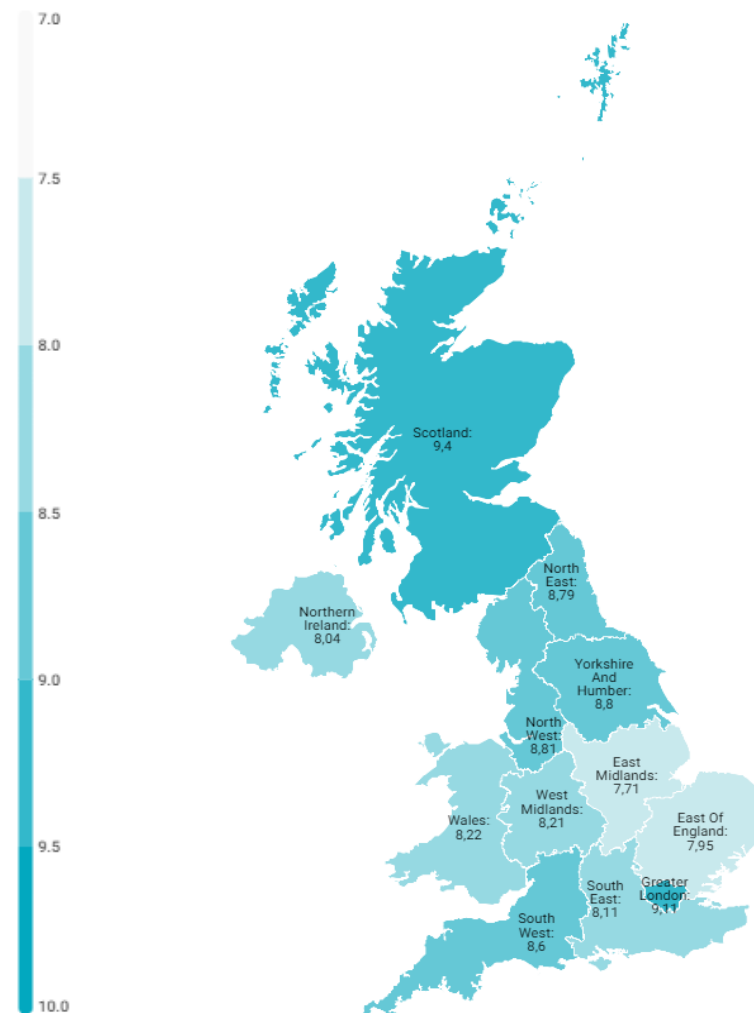 7.0
7.5
8.0
8.5
9.0
9.5
10.0
Scotland:
9,4
North
East:
8,79
Northern
Ireland:
8,04
Yorkshire
And
Humber:
8,8
North
West:
8,81
East
Midlands:
7,71
West
Midlands:
8,21
Wales:
8,22
East Of
England:
7,95
Greater
London:
9,11
South
East:
8,11
South
West:
8,6